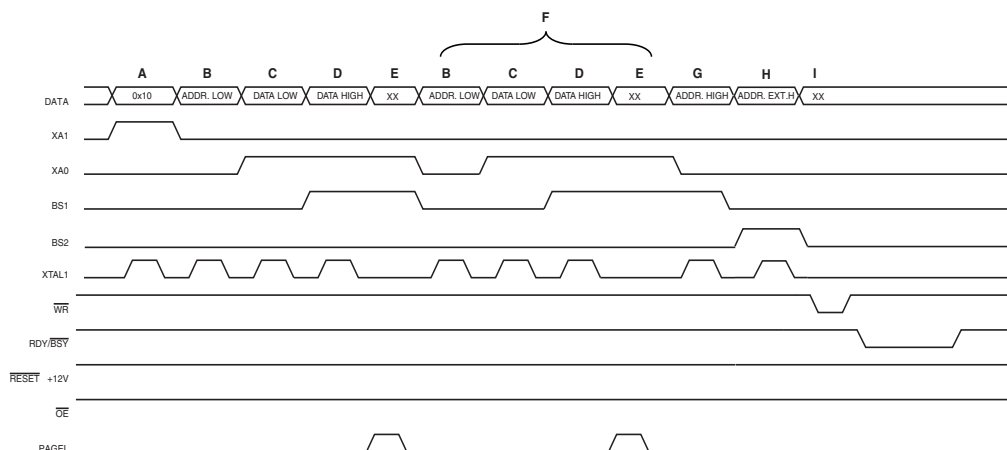 F
A B C D E B C D E G H I
DATA 0x10 ADDR. LOW DATA LOW DATA HIGH XX ADDR. LOW DATA LOW DATA HIGH XX ADDR. HIGH ADDR. EXT.H XX
XA1
XA0
BS1
BS2
XTAL1
WR
RDY/BSY
RESET +12V
OE
PAGEL